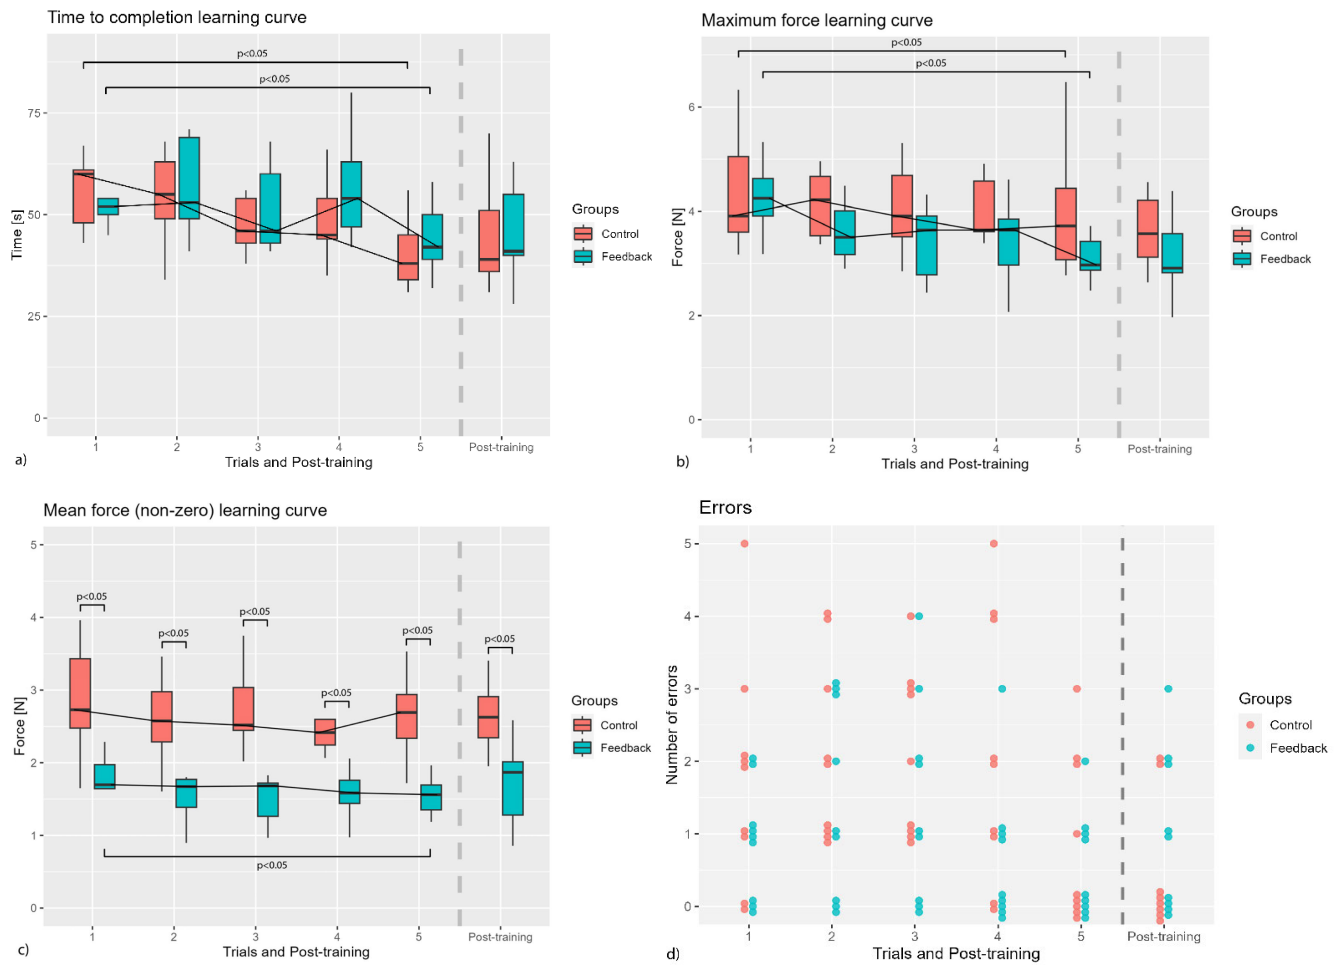 Time to completion learning curve
p<0.05
p<0.05
75
50
25
0
Time [s]
1
2
3
4
5
Post-training
Trials and Post-training
a)
Groups
Control
Feedback
Maximum force learning curve
p<0.05
p<0.05
6
4
2
0
Force [N]
1
2
3
4
5
Post-training
Trials and Post-training
b)
Groups
Control
Feedback
Mean force (non-zero) learning curve
5
4
3
2
1
0
Force [N]
p<0.05
p<0.05
p<0.05
p<0.05
p<0.05
p<0.05
p<0.05
1
2
3
4
5
Post-training
Trials and Post-training
c)
Groups
Control
Feedback
Errors
5
4
3
2
1
0
Number of errors
1
2
3
4
5
Post-training
Trials and Post-training
d)
Groups
Control
Feedback